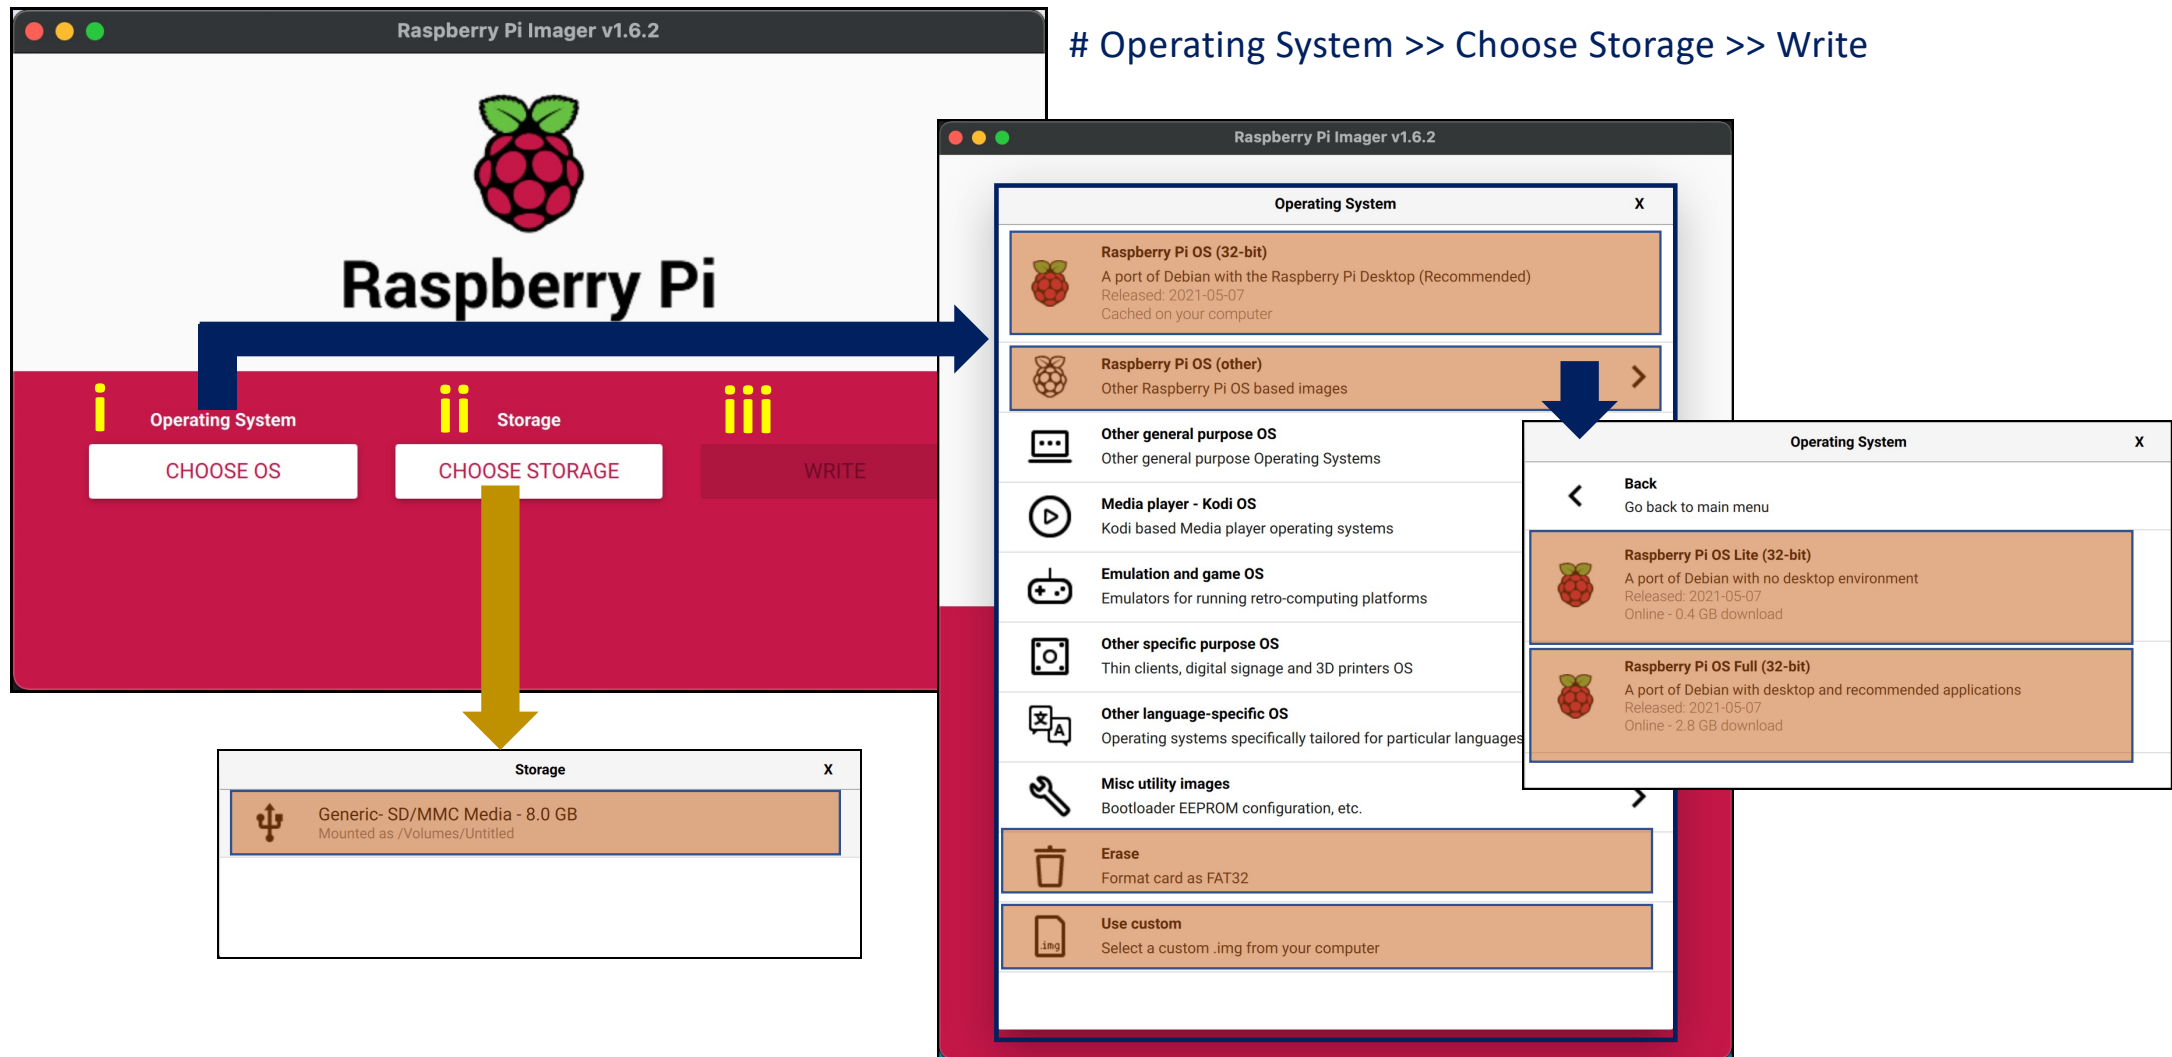 Raspberry Pi Imager v1.6.2
# Operating System >> Choose Storage >> Write
Raspberry Pi
i
ii
iii
Operating System
Storage
CHOOSE OS
CHOOSE STORAGE
WRITE
Storage
X
Generic- SD/MMC Media - 8.0 GB
Mounted as /Volumes/Untitled
Raspberry Pi Imager v1.6.2
Operating System
X
Raspberry Pi OS (32-bit)
A port of Debian with the Raspberry Pi Desktop (Recommended)
Released: 2021-05-07
Cached on your computer
Raspberry Pi OS (other)
Other Raspberry Pi OS based images
Other general purpose OS
Other general purpose Operating Systems
Media player - Kodi OS
Kodi based Media player operating systems
Emulation and game OS
Emulators for running retro-computing platforms
Other specific purpose OS
Thin clients, digital signage and 3D printers OS
文
A
Other language-specific OS
Operating systems specifically tailored for particular languages
Misc utility images
Bootloader EEPROM configuration, etc.
Erase
Format card as FAT32
.img
Use custom
Select a custom .img from your computer
Operating System
X
Back
Go back to main menu
Raspberry Pi OS Lite (32-bit)
A port of Debian with no desktop environment
Released: 2021-05-07
Online - 0.4 GB download
Raspberry Pi OS Full (32-bit)
A port of Debian with desktop and recommended applications
Released: 2021-05-07
Online - 2.8 GB download